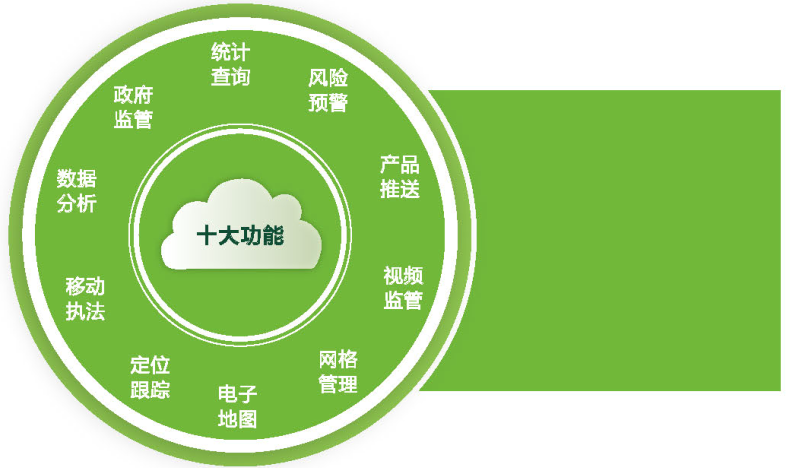 统计
查询
风险
预警
产品
推送
视频
监管
网格
管理
电子
地图
定位
跟踪
移动
执法
数据
分析
政府
监管
十大功能